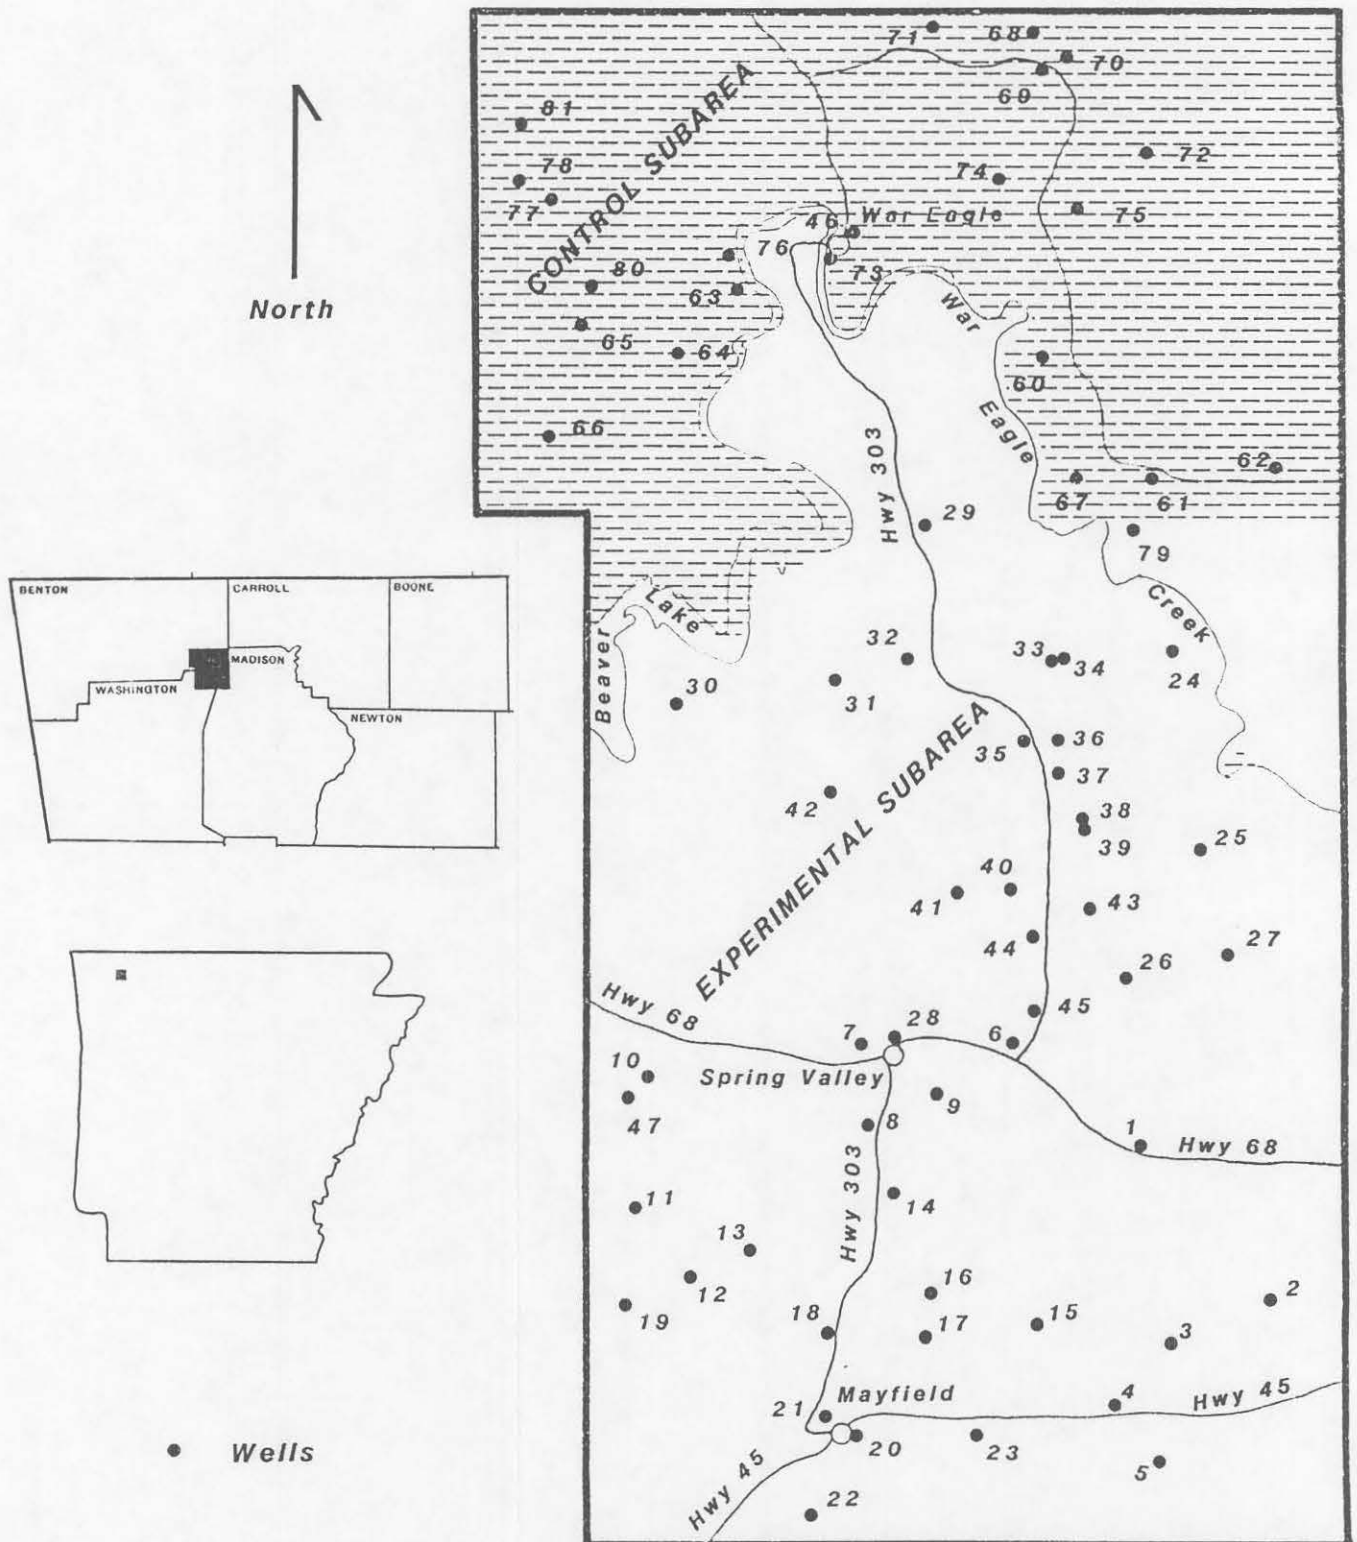 71
68
70
69
81
CONTROL SUBAREA
72
78
74
77
75
46
War Eagle
76
73
80
63
War
North
65
64
60
Eagle
66
Hwy 303
62
67
61
29
79
BENTON
CARROLL
BOONE
MADISON
WASHINGTON
NEWTON
Creek
Beaver
Lake
32
33
34
24
30
31
35
36
37
42
EXPERIMENTAL SUBAREA
38
39
25
40
41
43
44
26
27
Hwy 68
45
28
7
6
10
Spring Valley
9
47
8
1
Hwy 68
11
14
Hwy 303
13
12
16
2
19
18
17
15
3
Mayfield
4
Hwy 45
21
20
23
Wells
5
Hwy 45
22